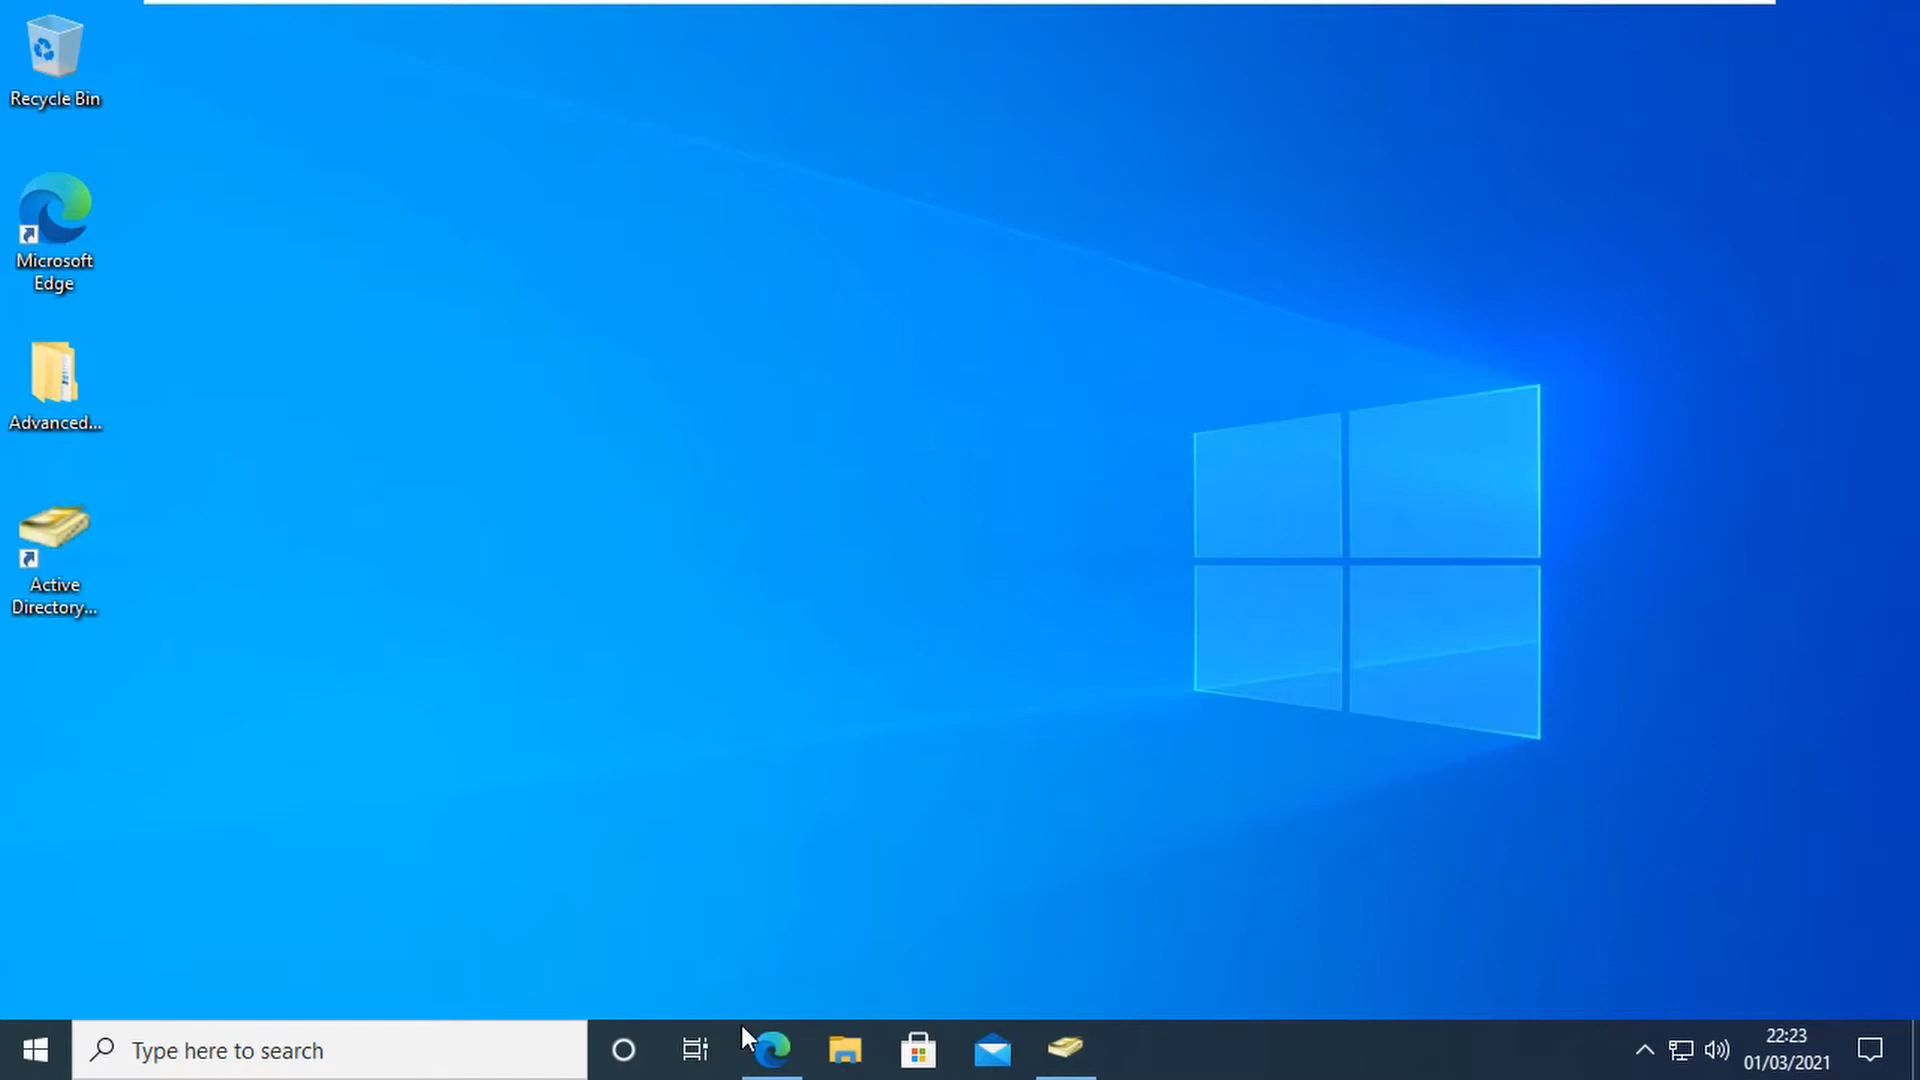 Recycle Bin
Microsoft
Edge
Advanced...
Active
Directory...
Type here to search
22:23
01/03/2021